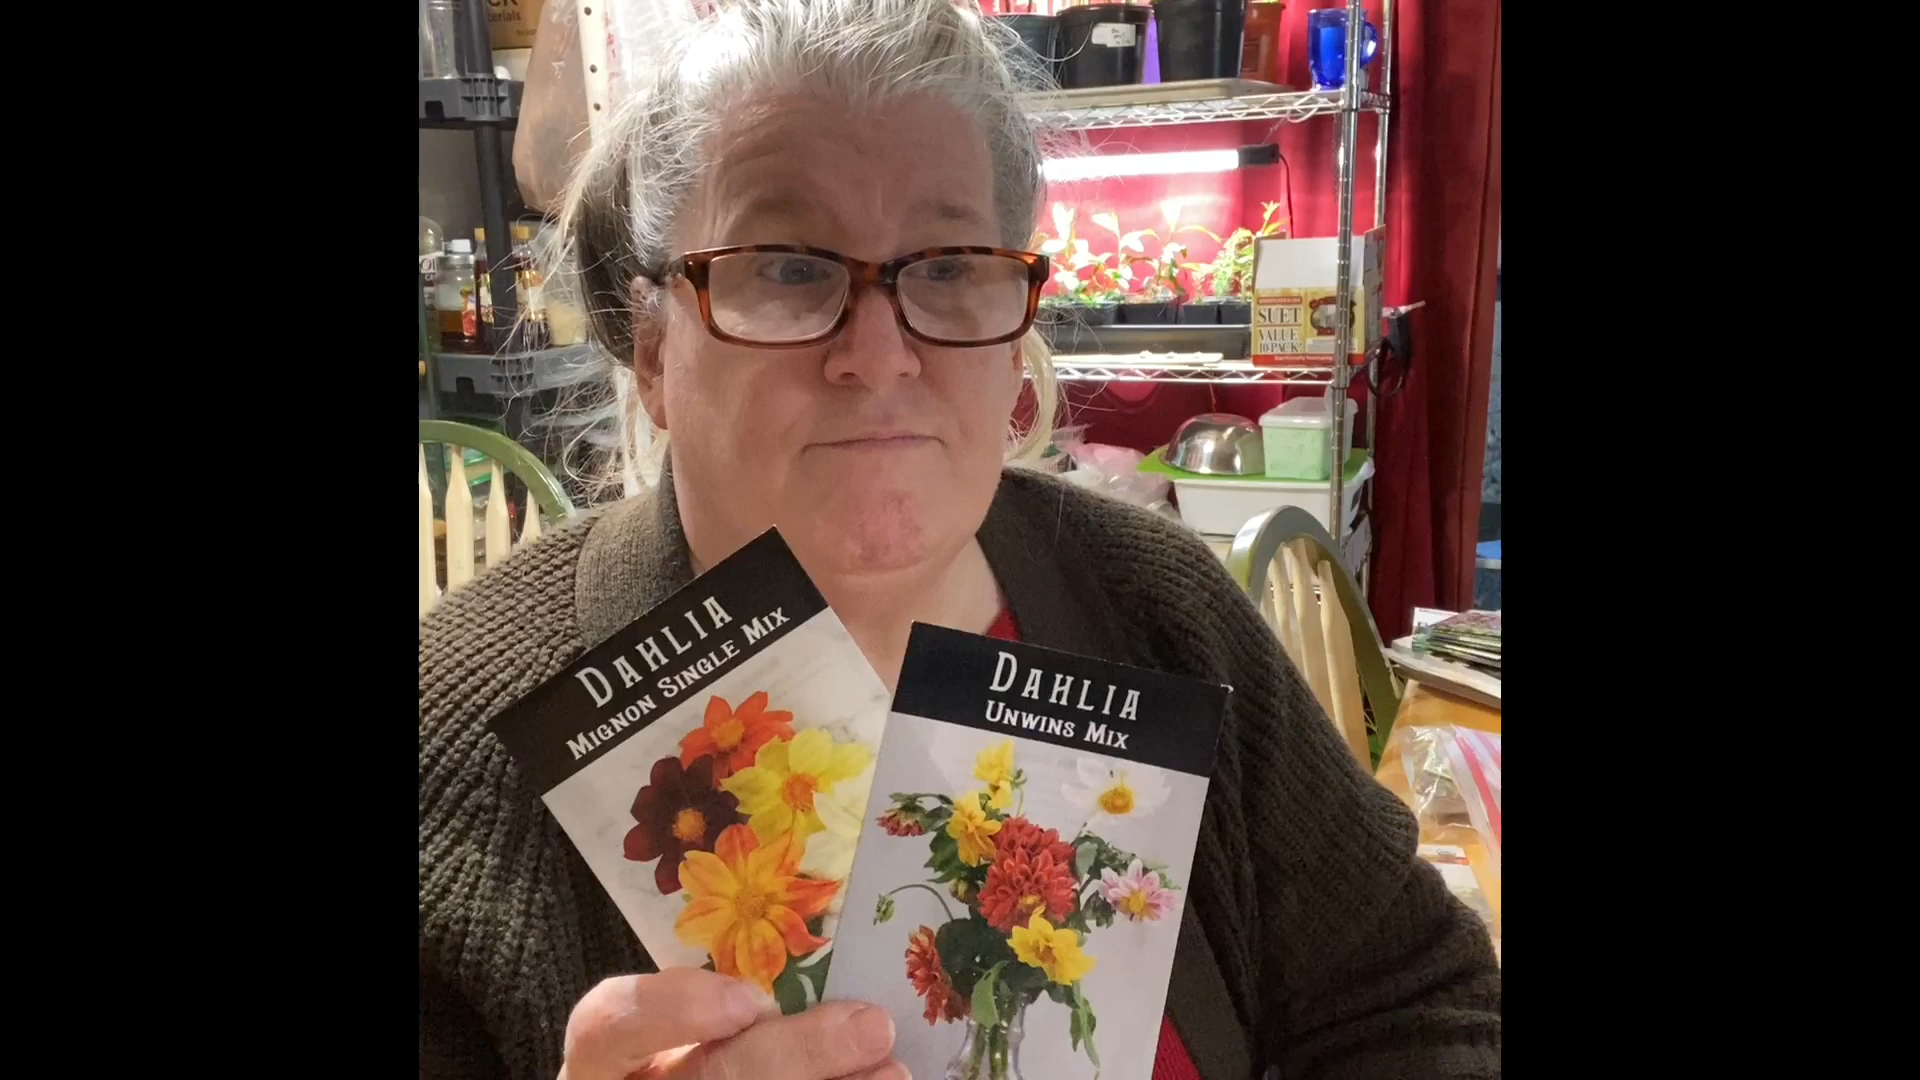 DAHLIA
MIGNON SINGLE MIX
DAHLIA
UNWINS MIX
SUET
VALUE
10 PACK!